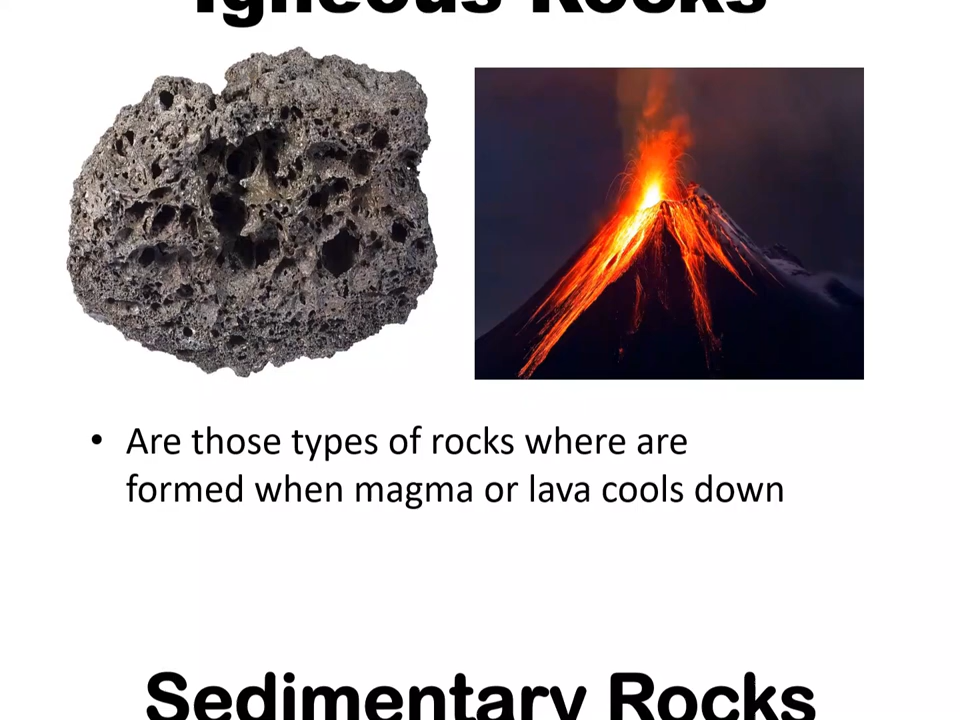 Igneous Rocks
• Are those types of rocks where are
formed when magma or lava cools down
Sedimentary Rocks